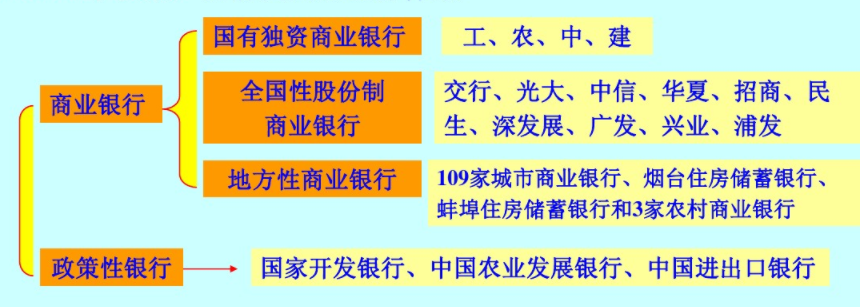 国有独资商业银行
工、农、中、建
商业银行
全国性股份制
商业银行
交行、光大、中信、华夏、招商、民
生、深发展、广发、兴业、浦发
地方性商业银行
109家城市商业银行、烟台住房储蓄银行、
蚌埠住房储蓄银行和3家农村商业银行
政策性银行
国家开发银行、中国农业发展银行、中国进出口银行